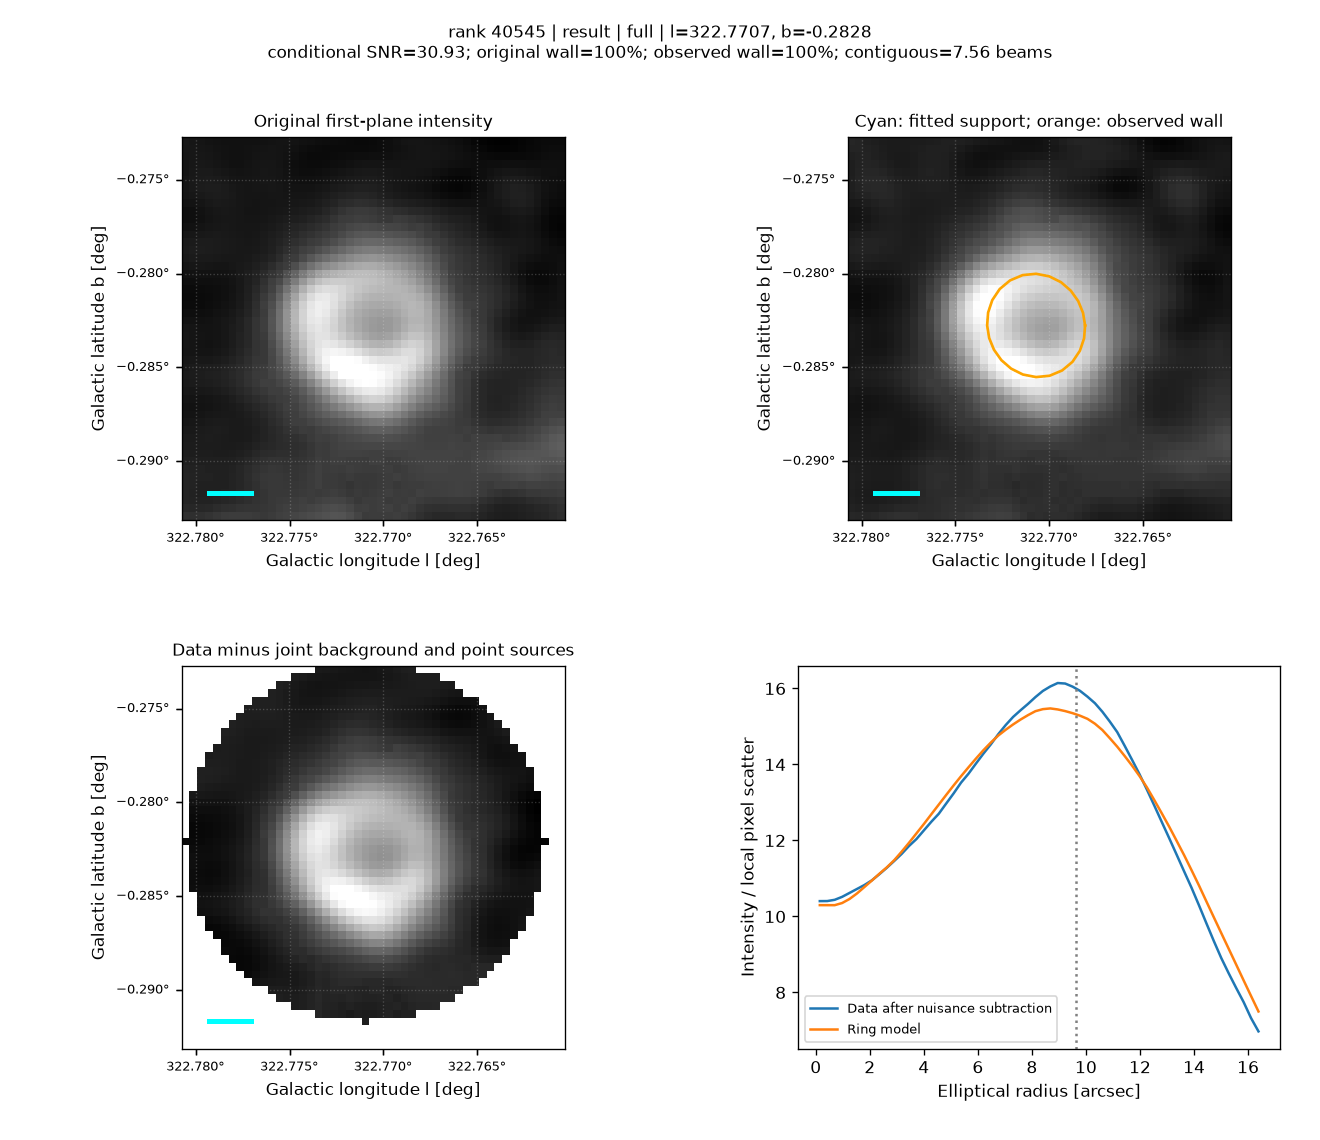 rank 40545 | result | full | l=322.7707, b=-0.2828
conditional SNR=30.93; original wall=100%; observed wall=100%; contiguous=7.56 beams
Original first-plane intensity
−0.275°
−0.280°
−0.285°
−0.290°
Galactic latitude b [deg]
322.780°
322.775°
322.770°
322.765°
Galactic longitude l [deg]
Cyan: fitted support; orange: observed wall
−0.275°
−0.280°
−0.285°
−0.290°
Galactic latitude b [deg]
322.780°
322.775°
322.770°
322.765°
Galactic longitude l [deg]
Data minus joint background and point sources
−0.275°
−0.280°
−0.285°
−0.290°
Galactic latitude b [deg]
322.780°
322.775°
322.770°
322.765°
Galactic longitude l [deg]
16
14
12
10
8
Intensity / local pixel scatter
Data after nuisance subtraction
Ring model
0
2
4
6
8
10
12
14
16
Elliptical radius [arcsec]